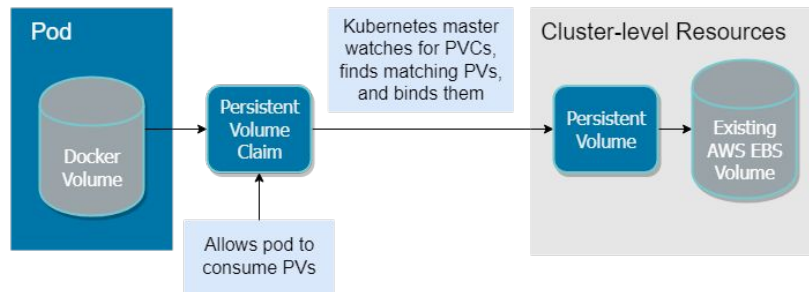 Pod
Docker
Volume
Persistent
Volume
Claim
Allows pod to
consume PVs
Kubernetes master
watches for PVCs,
finds matching PVs,
and binds them
Cluster-level Resources
Persistent
Volume
Existing
AWS EBS
Volume